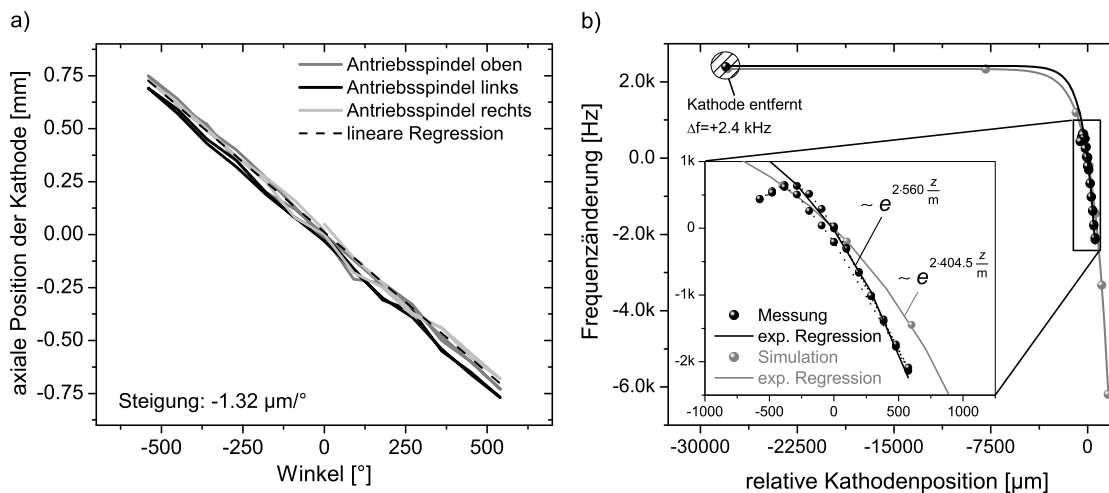 a)
axiale Position der Kathode [mm]
0.75
0.50
0.25
0.00
-0.25
-0.50
-0.75
Antriebsspindel oben
Antriebsspindel links
Antriebsspindel rechts
lineare Regression
Steigung: -1.32 µm/°
-500
-250
0
250
500
Winkel [°]
b)
Frequenzänderung [Hz]
2.0k
0.0
-2.0k
-4.0k
-6.0k
Kathode entfernt
Δf=+2.4 kHz
1k
0
-1k
-2k
~ e^{2·560 z/m}
~ e^{2·404.5 z/m}
Messung
exp. Regression
Simulation
exp. Regression
-1000
-500
0
500
1000
-30000
-22500
-15000
-7500
0
relative Kathodenposition [µm]